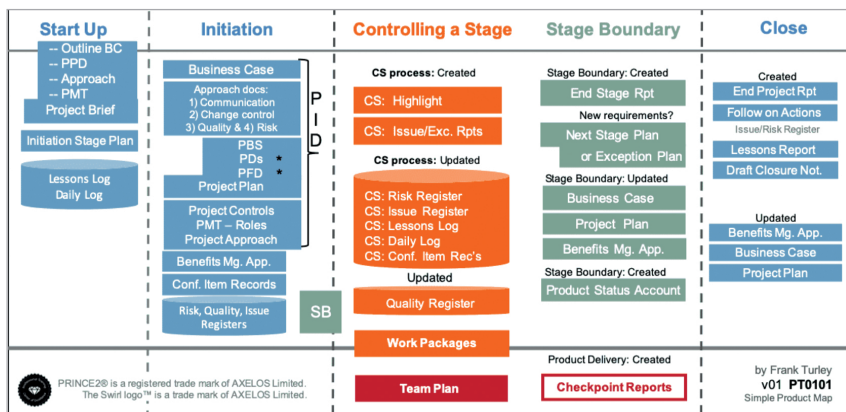 Start Up
-- Outline BC
-- PPD
-- Approach
-- PMT
Project Brief
Initiation Stage Plan
Lessons Log
Daily Log
Initiation
Business Case
Approach docs:
1) Communication
2) Change control
3) Quality & 4) Risk
PBS
PDs *
PFD *
Project Plan
Project Controls
PMT – Roles
Project Approach
P
I
D
Benefits Mg. App.
Conf. Item Records
Risk, Quality, Issue
Registers
SB
Controlling a Stage
CS process: Created
CS: Highlight
CS: Issue/Exc. Rpts
CS process: Updated
CS: Risk Register
CS: Issue Register
CS: Lessons Log
CS: Daily Log
CS: Conf. Item Rec's
Updated
Quality Register
Work Packages
Team Plan
Stage Boundary
Stage Boundary: Created
End Stage Rpt
New requirements?
Next Stage Plan
or Exception Plan
Stage Boundary: Updated
Business Case
Project Plan
Benefits Mg. App.
Stage Boundary: Created
Product Status Account
Product Delivery: Created
Checkpoint Reports
Close
Created
End Project Rpt
Follow on Actions
Issue/Risk Register
Lessons Report
Draft Closure Not.
Updated
Benefits Mg. App.
Business Case
Project Plan
PRINCE2® is a registered trade mark of AXELOS Limited.
The Swirl logo™ is a trade mark of AXELOS Limited.
by Frank Turley
v01 PT0101
Simple Product Map